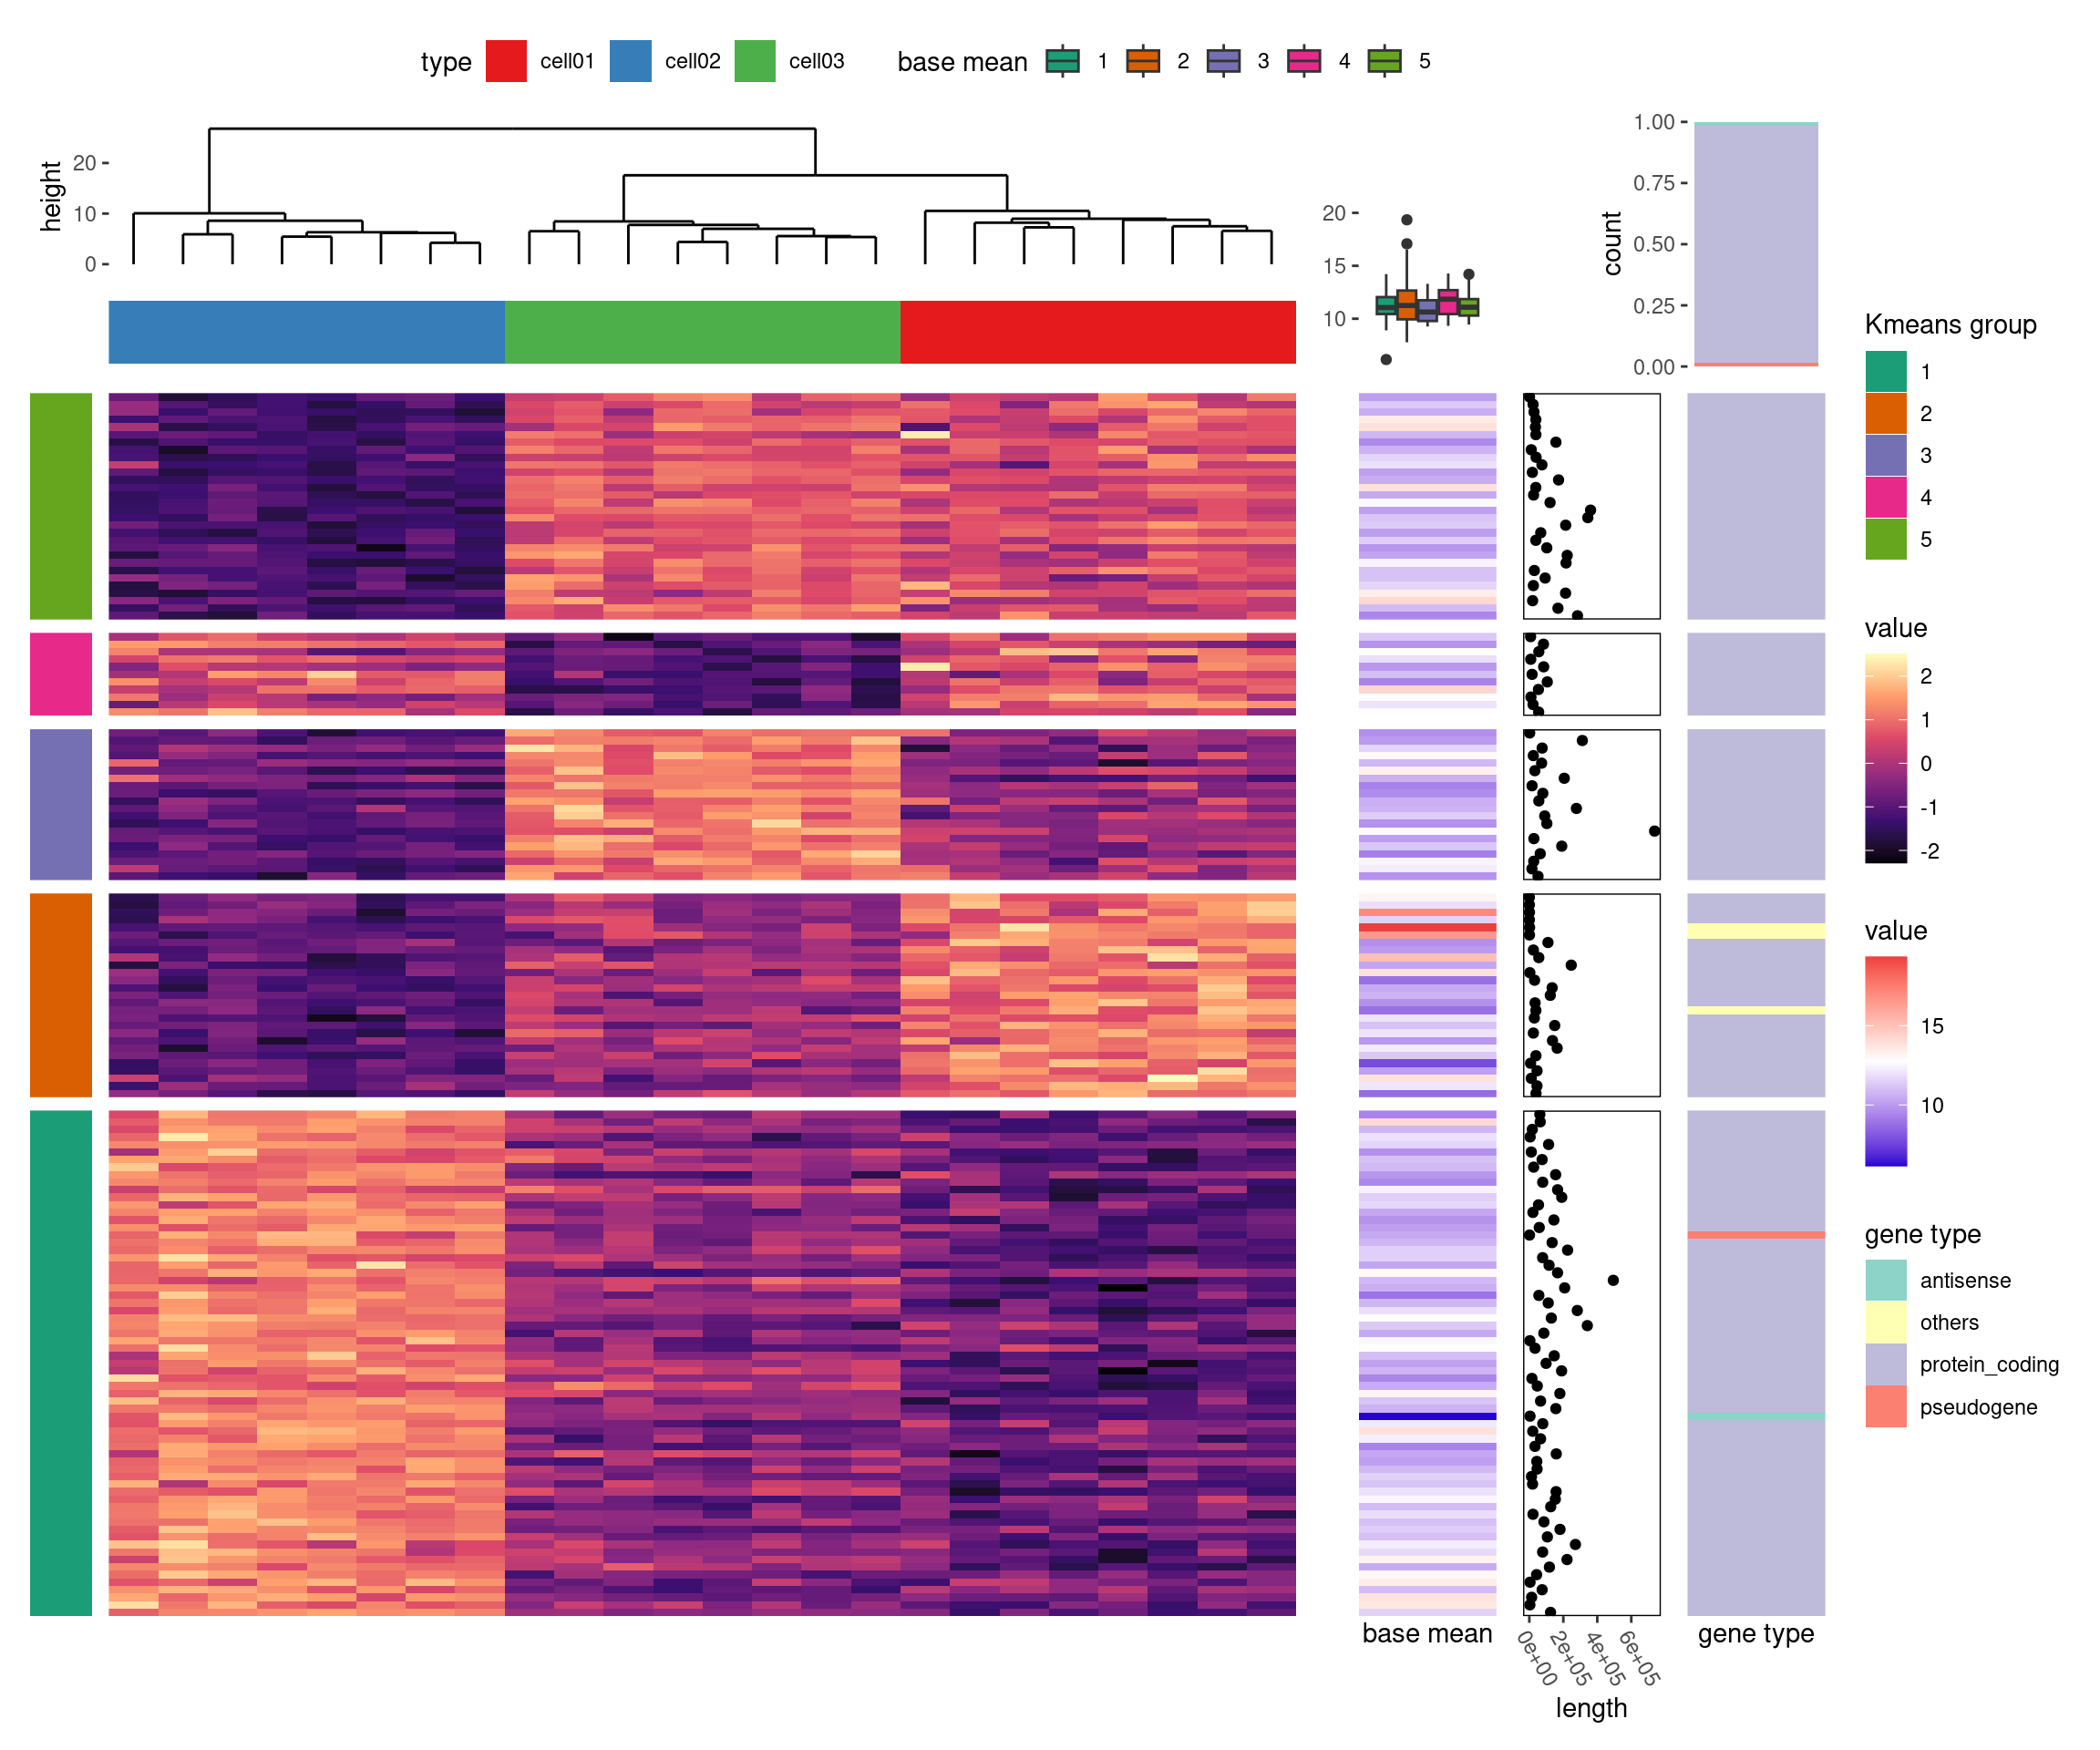 type cell01 cell02 cell03 base mean 1 2 3 4 5
height
20
10
0
20
15
10
count
1.00
0.75
0.50
0.25
0.00
Kmeans group
1
2
3
4
5
value
2
1
0
-1
-2
value
15
10
gene type
antisense
others
protein_coding
pseudogene
base mean
0e+00 2e+05 4e+05 6e+05
length
gene type